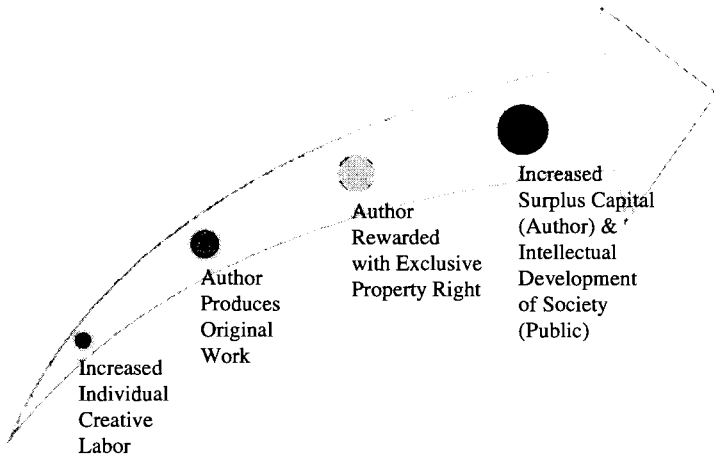 Increased
Individual
Creative
Labor
Author
Produces
Original
Work
Author
Rewarded
with Exclusive
Property Right
Increased
Surplus Capital
(Author) &
Intellectual
Development
of Society
(Public)